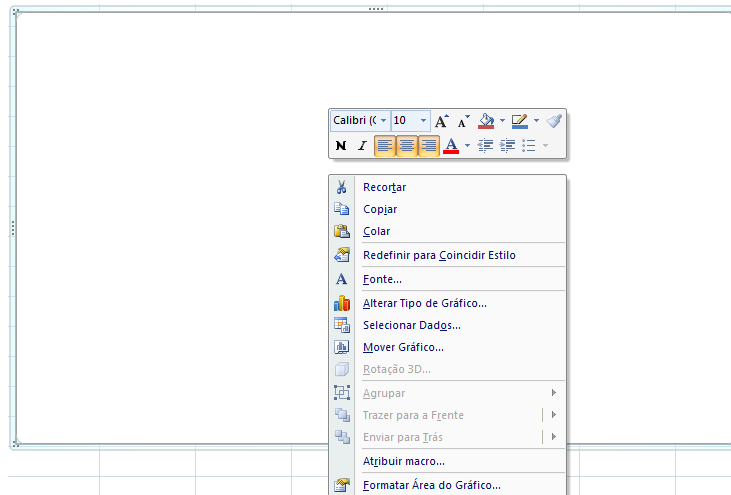 Calibri (C 10 A A
N I A
Recortar
Copiar
Colar
Redefinir para Coincidir Estilo
A Fonte...
Alterar Tipo de Gráfico...
Selecionar Dados...
Mover Gráfico...
Rotação 3D...
Agrupar
Trazer para a Frente
Enviar para Trás
Atribuir macro...
Formatar Área do Gráfico...